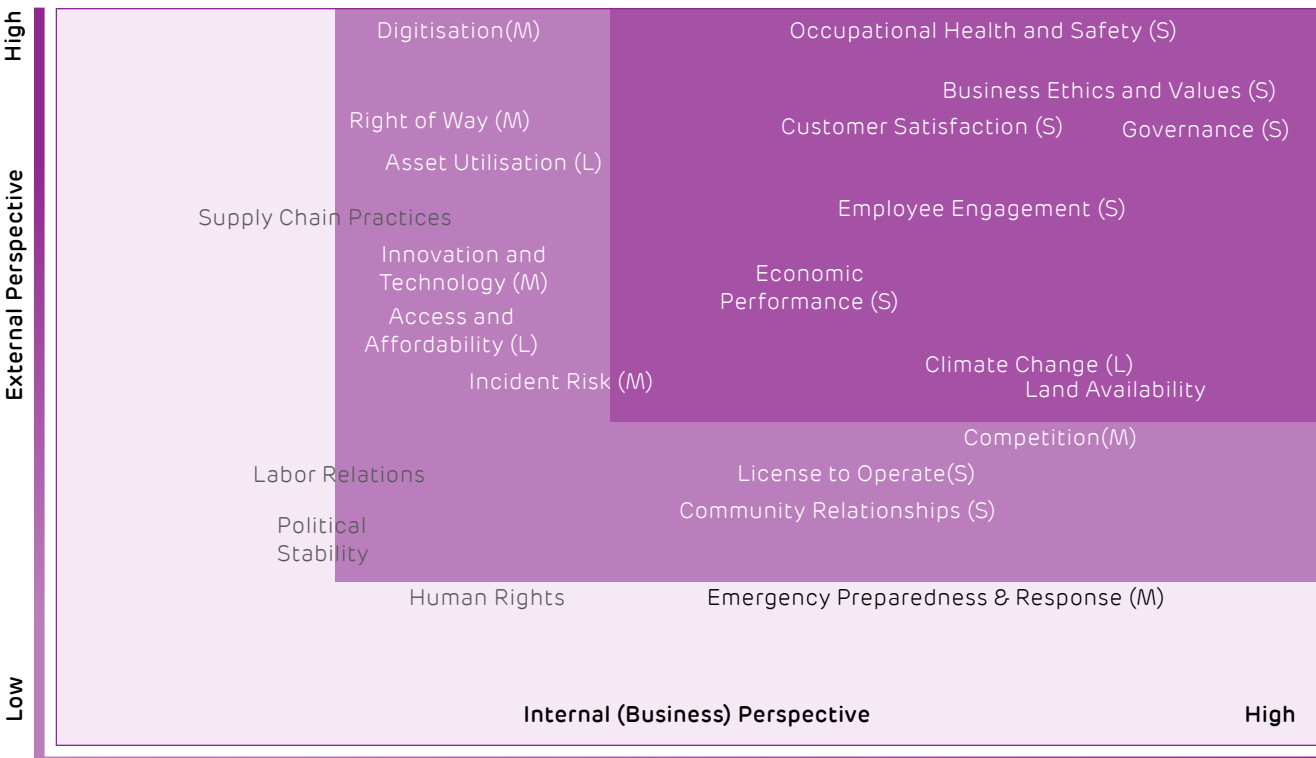 High
External Perspective
Low
Digitisation(M)
Occupational Health and Safety (S)
Business Ethics and Values (S)
Right of Way (M)
Customer Satisfaction (S)
Governance (S)
Asset Utilisation (L)
Supply Chain Practices
Employee Engagement (S)
Innovation and
Technology (M)
Economic
Performance (S)
Access and
Affordability (L)
Incident Risk (M)
Climate Change (L)
Land Availability
Competition(M)
Labor Relations
License to Operate(S)
Community Relationships (S)
Political
Stability
Human Rights
Emergency Preparedness & Response (M)
Internal (Business) Perspective
High